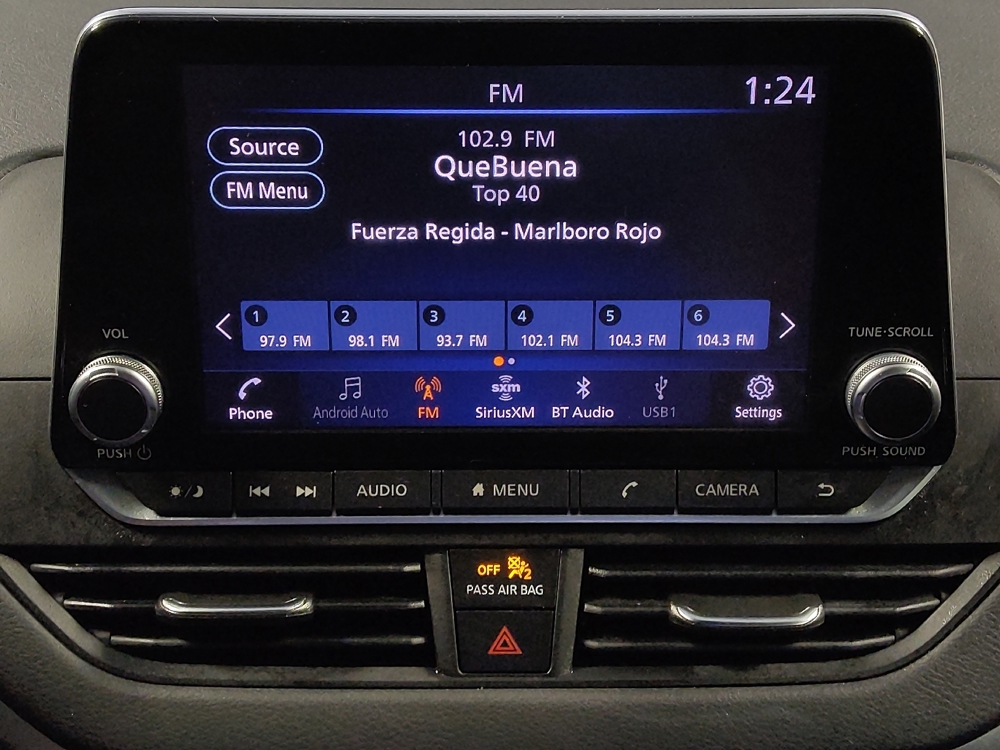 FM
1:24
Source
FM Menu
102.9 FM
QueBuena
Top 40
Fuerza Regida - Marlboro Rojo
1 2 3 4 5 6
97.9 FM 98.1 FM 93.7 FM 102.1 FM 104.3 FM 104.3 FM
sxm
Phone Android Auto FM SiriusXM BT Audio USB1 Settings
VOL
PUSH
TUNE·SCROLL
PUSH SOUND
AUDIO MENU CAMERA
OFF 2
PASS AIR BAG